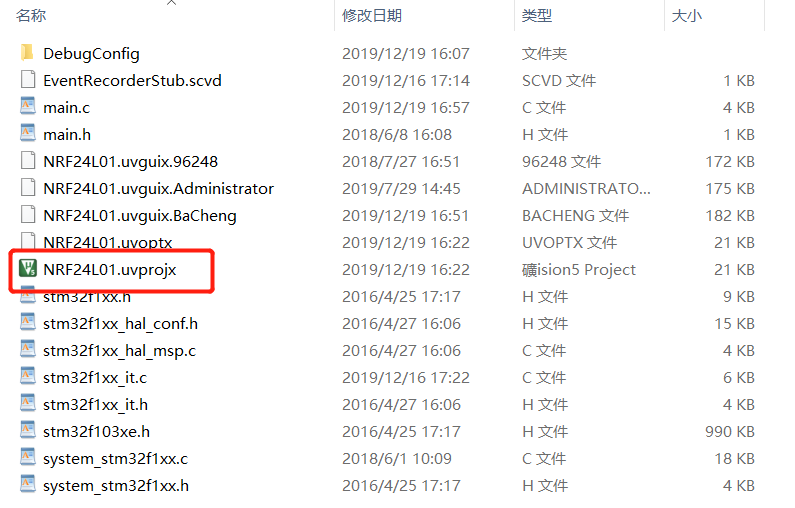 名称 修改日期 类型 大小
DebugConfig 2019/12/19 16:07 文件夹
EventRecorderStub.scvd 2019/12/16 17:14 SCVD 文件 1 KB
main.c 2019/12/19 16:57 C 文件 4 KB
main.h 2018/6/8 16:08 H 文件 1 KB
NRF24L01.uvguix.96248 2018/7/27 16:51 96248 文件 172 KB
NRF24L01.uvguix.Administrator 2019/7/29 14:45 ADMINISTRATO... 175 KB
NRF24L01.uvguix.BaCheng 2019/12/19 16:51 BACHENG 文件 182 KB
NRF24L01.uvoptx 2019/12/19 16:22 UVOPTX 文件 21 KB
NRF24L01.uvprojx 2019/12/19 16:22 礦ision5 Project 21 KB
stm32f1xx.h 2016/4/25 17:17 H 文件 9 KB
stm32f1xx_hal_conf.h 2016/4/27 16:06 H 文件 15 KB
stm32f1xx_hal_msp.c 2016/4/27 16:06 C 文件 4 KB
stm32f1xx_it.c 2019/12/16 17:22 C 文件 6 KB
stm32f1xx_it.h 2016/4/27 16:06 H 文件 4 KB
stm32f103xe.h 2016/4/25 17:17 H 文件 990 KB
system_stm32f1xx.c 2018/6/1 10:09 C 文件 18 KB
system_stm32f1xx.h 2016/4/25 17:17 H 文件 4 KB